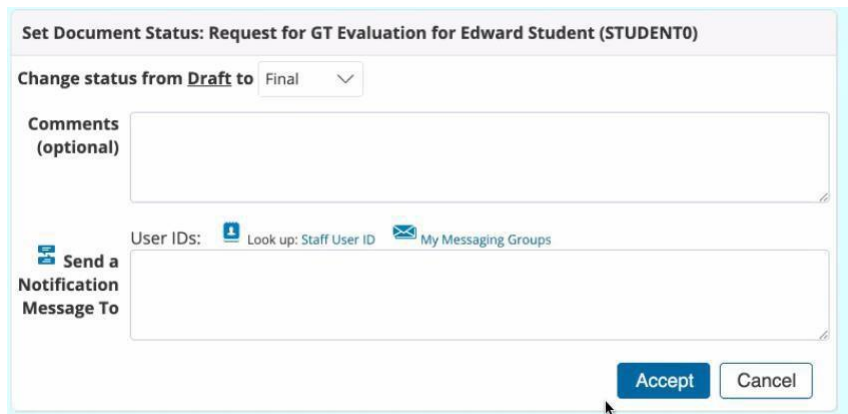 Set Document Status: Request for GT Evaluation for Edward Student (STUDENT0)
Change status from Draft to Final
Comments
(optional)
User IDs: Look up: Staff User ID My Messaging Groups
Send a
Notification
Message To
Accept Cancel